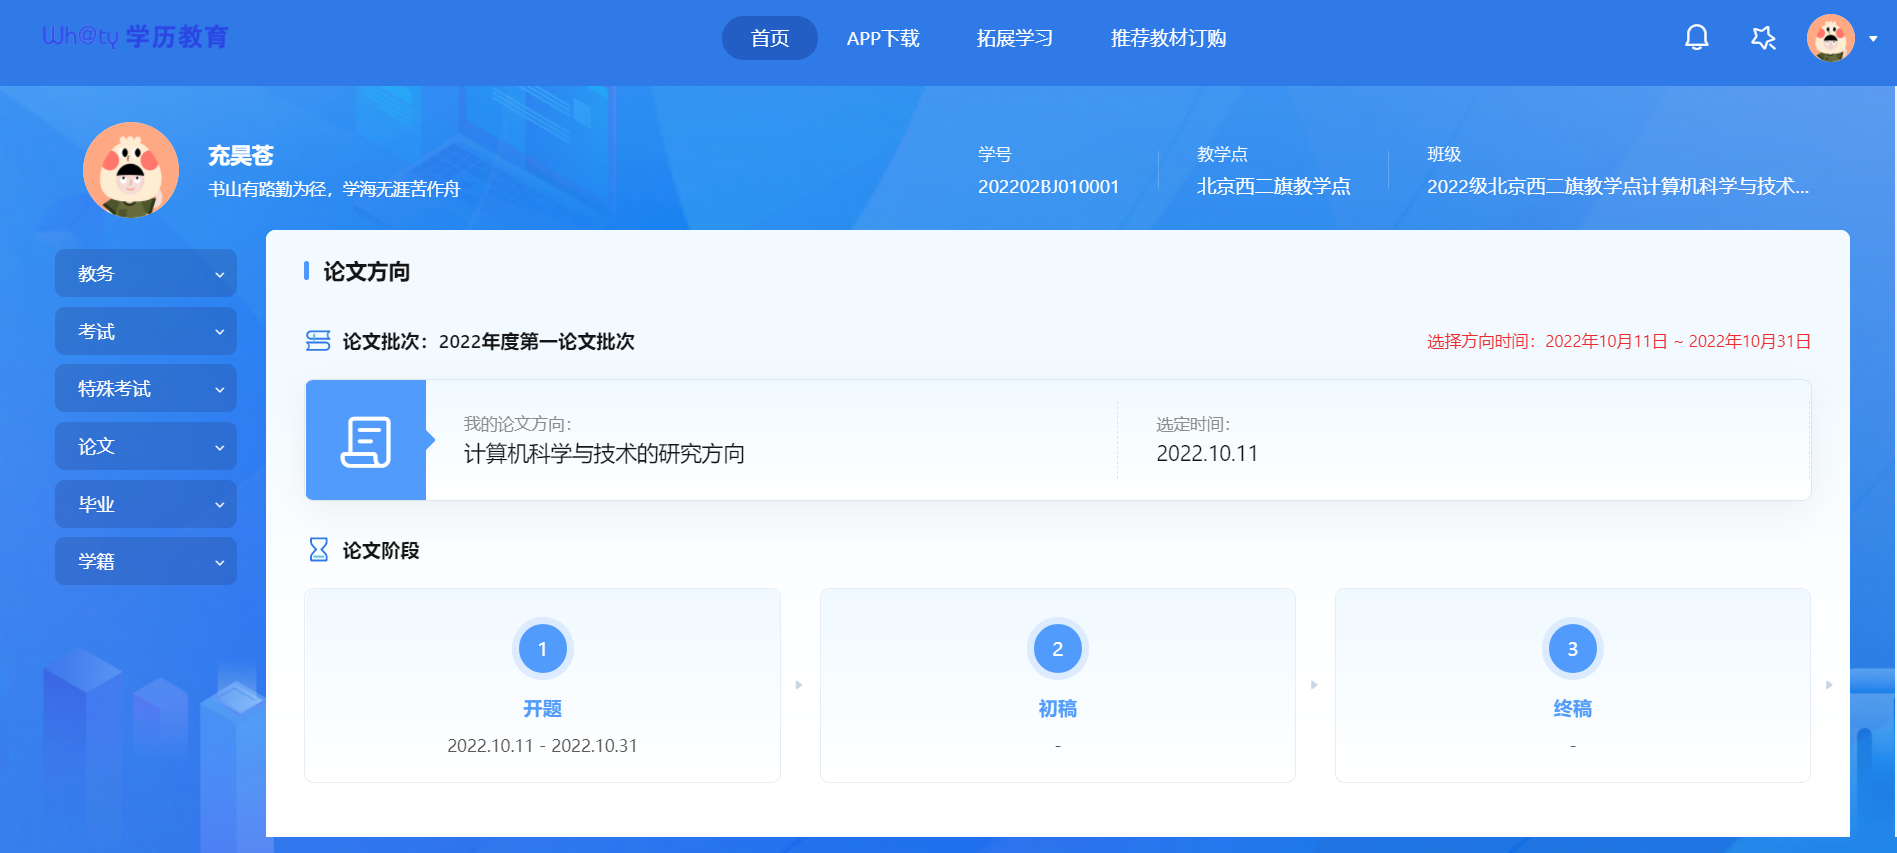 Wh@ty 学历教育
首页
APP下载
拓展学习
推荐教材订购
充昊苍
书山有路勤为径，学海无涯苦作舟
学号
202202BJ010001
教学点
北京西二旗教学点
班级
2022级北京西二旗教学点计算机科学与技术...
教务
考试
特殊考试
论文
毕业
学籍
论文方向
论文批次：2022年度第一论文批次
选择方向时间：2022年10月11日 ~ 2022年10月31日
我的论文方向：
计算机科学与技术的研究方向
选定时间：
2022.10.11
论文阶段
1
开题
2022.10.11 - 2022.10.31
2
初稿
-
3
终稿
-